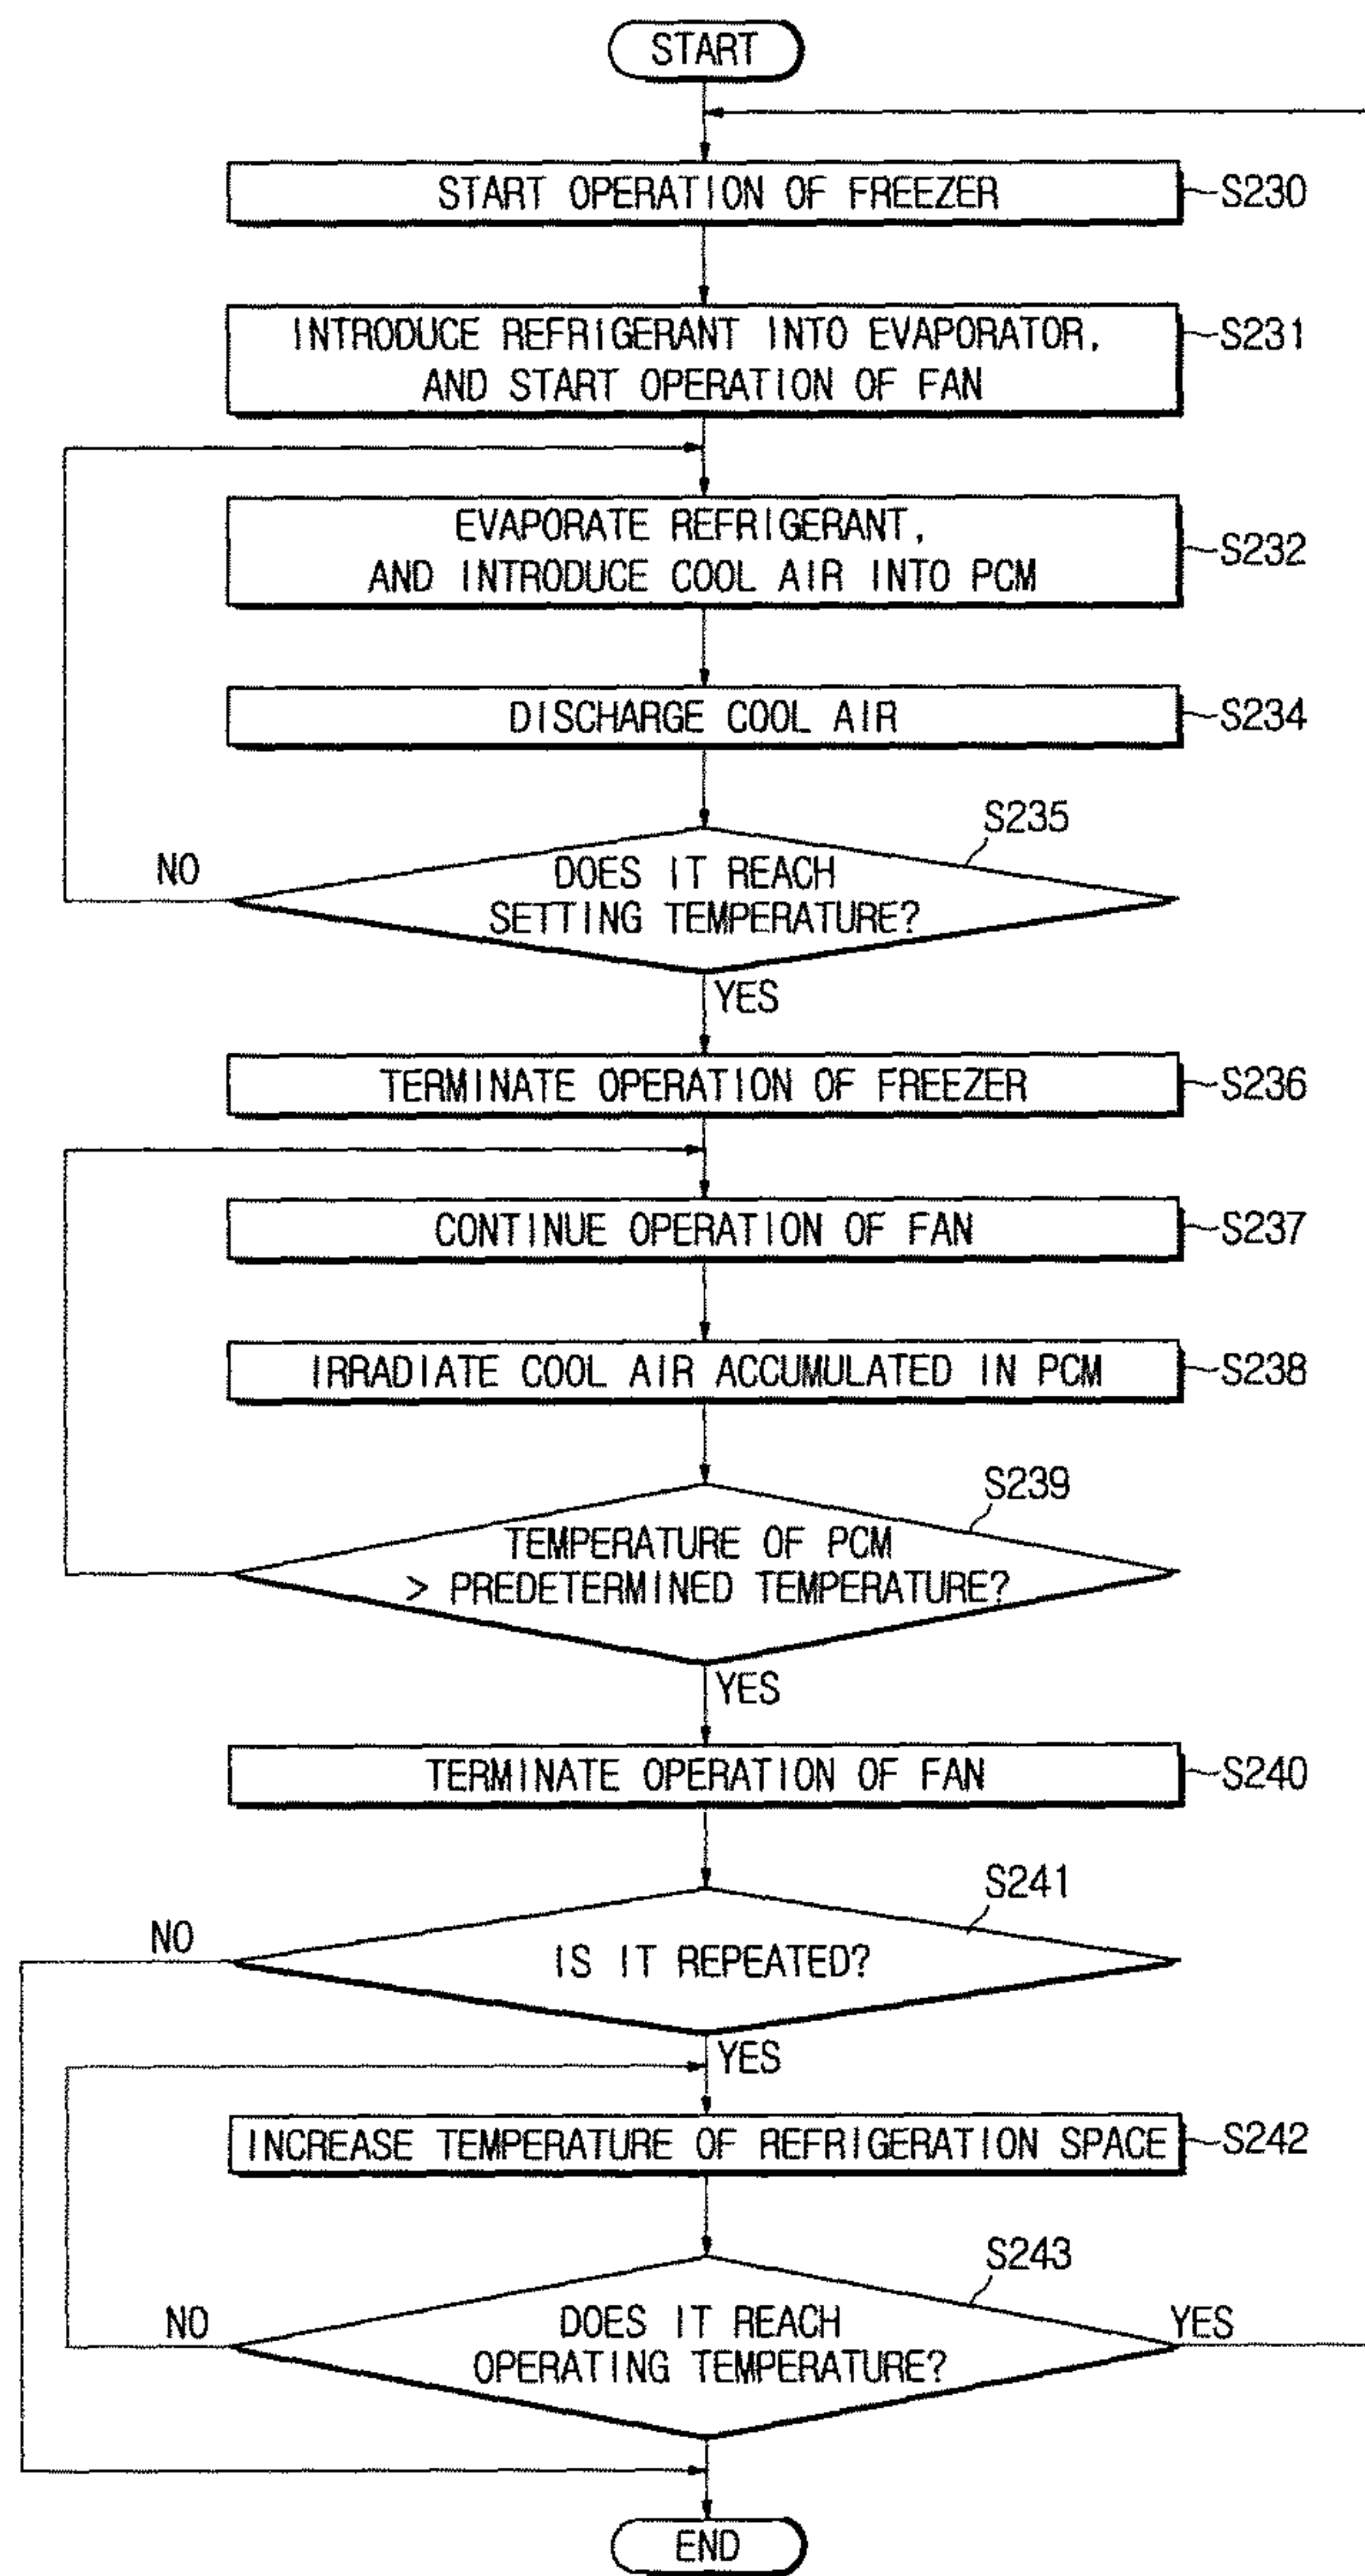 START
START OPERATION OF FREEZER
S230
INTRODUCE REFRIGERANT INTO EVAPORATOR,
AND START OPERATION OF FAN
S231
EVAPORATE REFRIGERANT,
AND INTRODUCE COOL AIR INTO PCM
S232
DISCHARGE COOL AIR
S234
S235
DOES IT REACH
SETTING TEMPERATURE?
NO
YES
TERMINATE OPERATION OF FREEZER
S236
CONTINUE OPERATION OF FAN
S237
IRRADIATE COOL AIR ACCUMULATED IN PCM
S238
S239
TEMPERATURE OF PCM
> PREDETERMINED TEMPERATURE?
YES
TERMINATE OPERATION OF FAN
S240
S241
NO
IS IT REPEATED?
YES
INCREASE TEMPERATURE OF REFRIGERATION SPACE
S242
S243
NO
DOES IT REACH
OPERATING TEMPERATURE?
YES
END